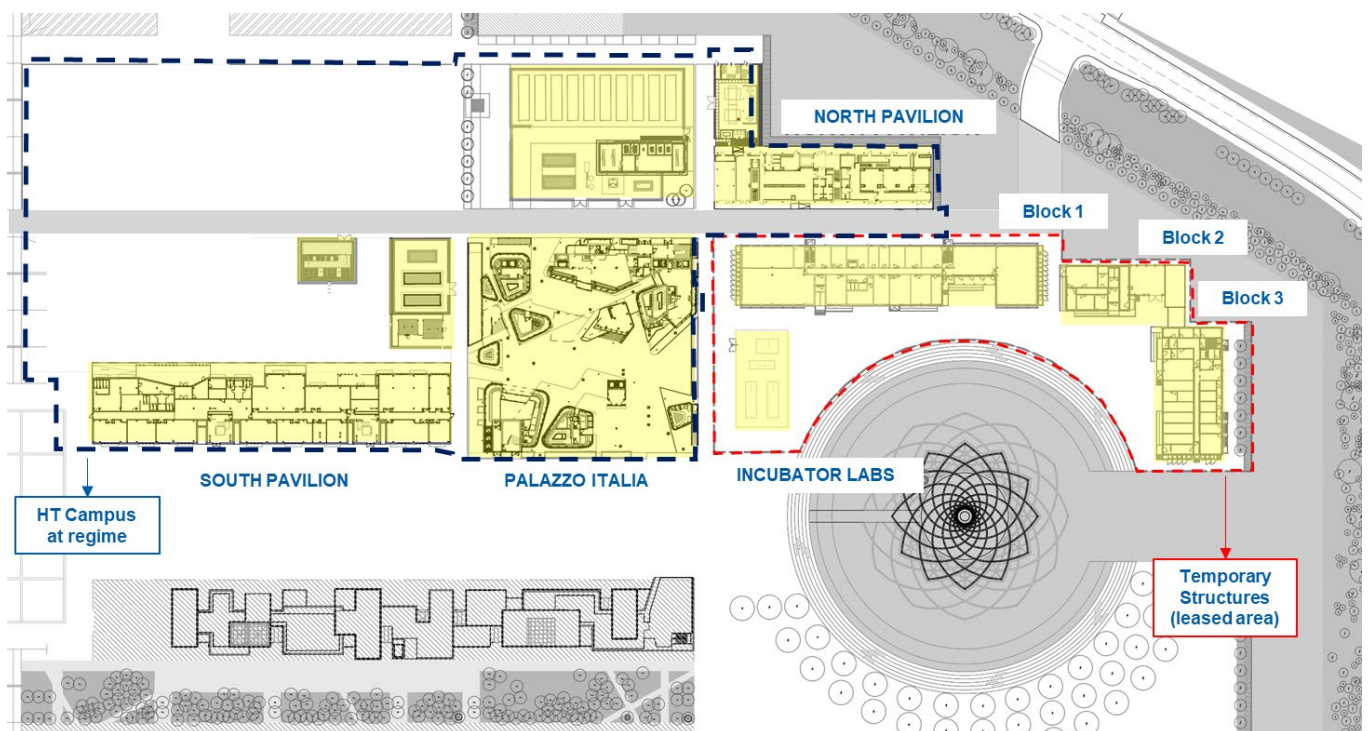 NORTH PAVILION
Block 1
Block 2
Block 3
SOUTH PAVILION
PALAZZO ITALIA
INCUBATOR LABS
HT Campus
at regime
Temporary
Structures
(leased area)